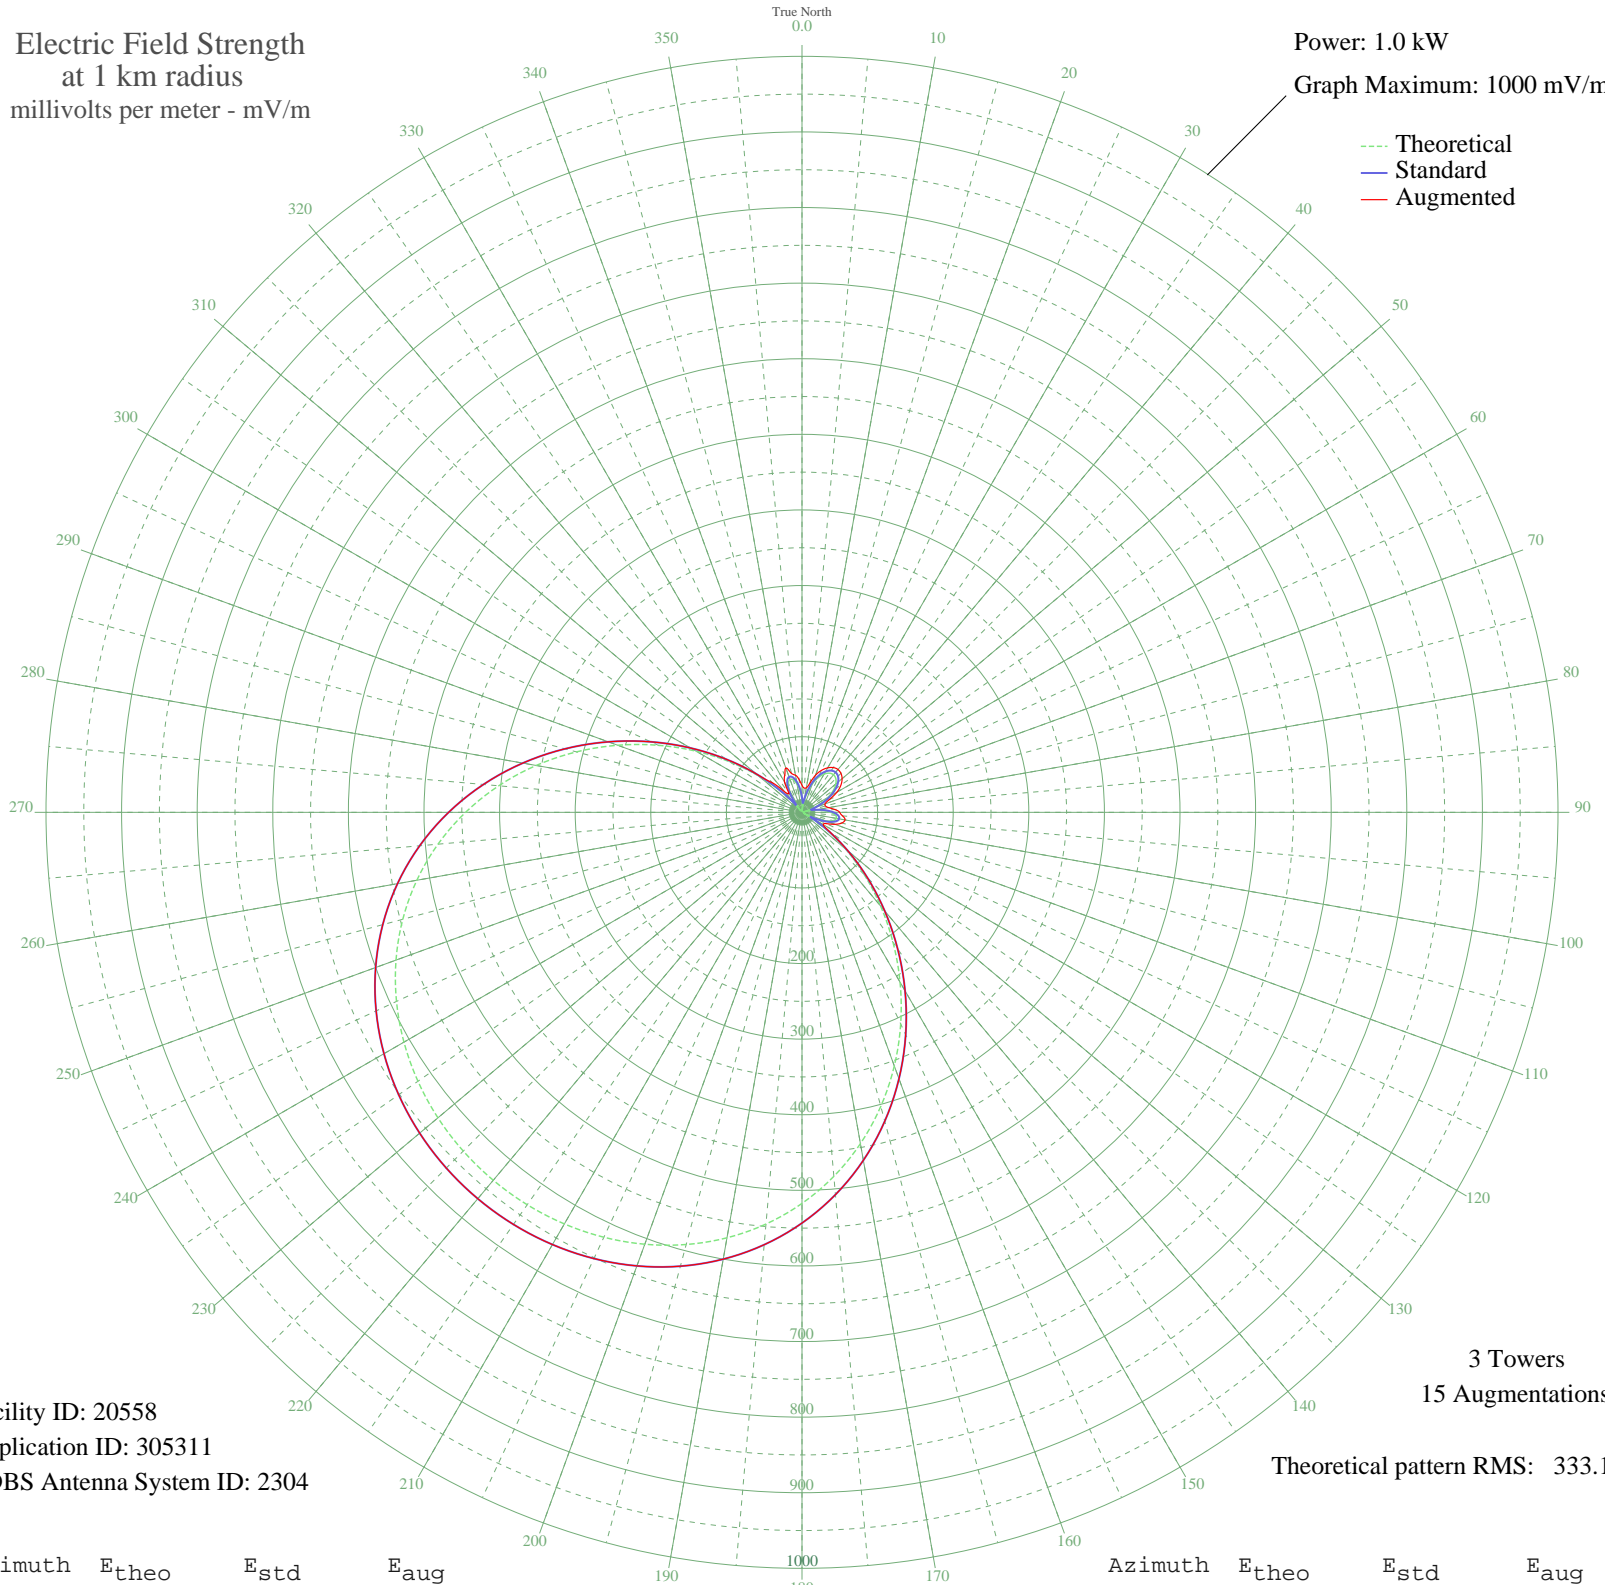 True North
0.0
Electric Field Strength
at 1 km radius
millivolts per meter - mV/m
Power: 1.0 kW
Graph Maximum: 1000 mV/m
Theoretical
Standard
Augmented
10
20
30
40
50
60
70
80
90
100
110
120
130
140
150
160
170
190
200
210
220
230
240
250
260
270
280
290
300
310
320
330
340
350
200
300
400
500
600
700
800
900
1000
3 Towers
15 Augmentations
Theoretical pattern RMS: 333.1
cility ID: 20558
plication ID: 305311
DBS Antenna System ID: 2304
imuth Etheo Estd Eaug
Azimuth Etheo Estd Eaug